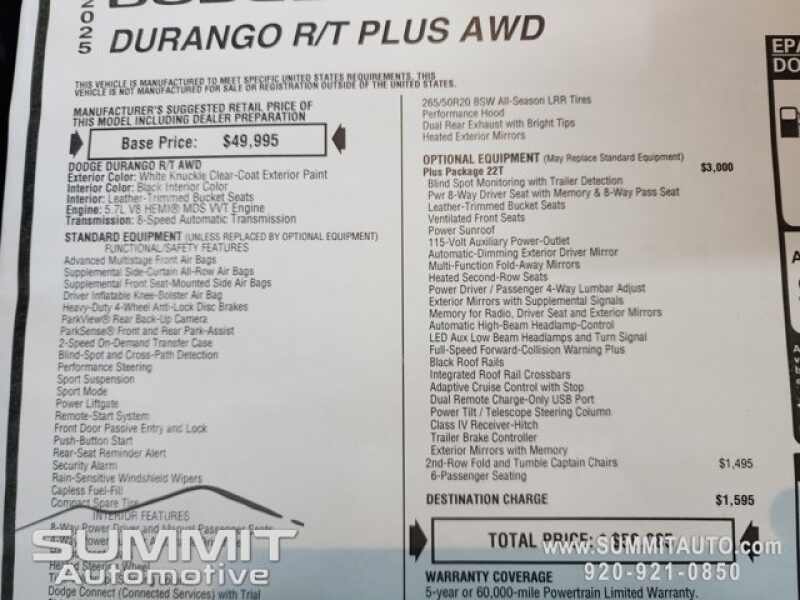 2025
DURANGO R/T PLUS AWD
THIS VEHICLE IS MANUFACTURED TO MEET SPECIFIC UNITED STATES REQUIREMENTS. THIS
VEHICLE IS NOT MANUFACTURED FOR SALE OR REGISTRATION OUTSIDE OF THE UNITED STATES.
MANUFACTURER'S SUGGESTED RETAIL PRICE OF
THIS MODEL INCLUDING DEALER PREPARATION
Base Price: $49,995
DODGE DURANGO R/T AWD
Exterior Color: White Knuckle Clear-Coat Exterior Paint
Interior Color: Black Interior Color
Interior: Leather-Trimmed Bucket Seats
Engine: 5.7L V8 HEMI® MDS VVT Engine
Transmission: 8-Speed Automatic Transmission
STANDARD EQUIPMENT (UNLESS REPLACED BY OPTIONAL EQUIPMENT)
FUNCTIONAL/SAFETY FEATURES
Advanced Multistage Front Air Bags
Supplemental Side-Curtain All-Row Air Bags
Supplemental Front Seat-Mounted Side Air Bags
Driver Inflatable Knee-Bolster Air Bag
Heavy-Duty 4-Wheel Anti-Lock Disc Brakes
ParkView® Rear Back-Up Camera
ParkSense® Front and Rear Park-Assist
2-Speed On-Demand Transfer Case
Blind-Spot and Cross-Path Detection
Performance Steering
Sport Suspension
Sport Mode
Power Liftgate
Remote-Start System
Front Door Passive Entry and Lock
Push-Button Start
Rear-Seat Reminder Alert
Security Alarm
Rain-Sensitive Windshield Wipers
Capless Fuel-Fill
Compact Spare Tire
INTERIOR FEATURES
8-Way Power Driver and Manual Passenger Seats
Heated Steering Wheel
Dodge Connect (Connected Services) with Trial
265/50R20 BSW All-Season LRR Tires
Performance Hood
Dual Rear Exhaust with Bright Tips
Heated Exterior Mirrors
OPTIONAL EQUIPMENT (May Replace Standard Equipment)
Plus Package 22T $3,000
Blind Spot Monitoring with Trailer Detection
Pwr 8-Way Driver Seat with Memory & 8-Way Pass Seat
Leather-Trimmed Bucket Seats
Ventilated Front Seats
Power Sunroof
115-Volt Auxiliary Power-Outlet
Automatic-Dimming Exterior Driver Mirror
Multi-Function Fold-Away Mirrors
Heated Second-Row Seats
Power Driver / Passenger 4-Way Lumbar Adjust
Exterior Mirrors with Supplemental Signals
Memory for Radio, Driver Seat and Exterior Mirrors
Automatic High-Beam Headlamp-Control
LED Aux Low Beam Headlamps and Turn Signal
Full-Speed Forward-Collision Warning Plus
Black Roof Rails
Integrated Roof Rail Crossbars
Adaptive Cruise Control with Stop
Dual Remote Charge-Only USB Port
Power Tilt / Telescope Steering Column
Class IV Receiver-Hitch
Trailer Brake Controller
Exterior Mirrors with Memory
2nd-Row Fold and Tumble Captain Chairs $1,495
6-Passenger Seating
DESTINATION CHARGE $1,595
TOTAL PRICE:
WARRANTY COVERAGE
5-year or 60,000-mile Powertrain Limited Warranty.
EPA
SUMMIT
Automotive
WWW.SUMMITAUTO.COM
920-921-0850